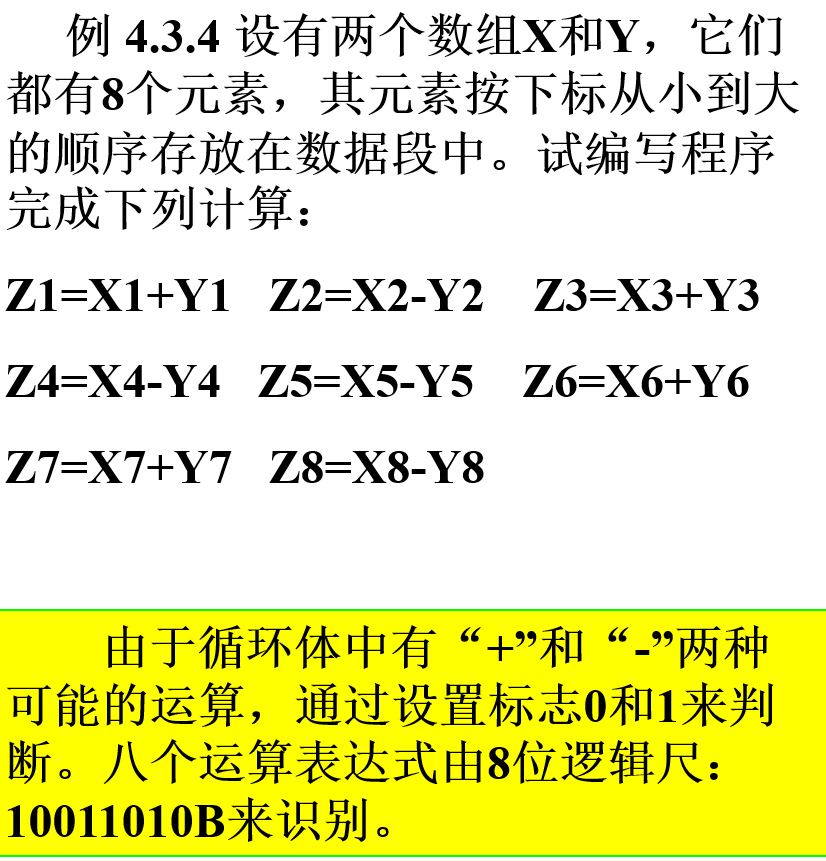 例 4.3.4 设有两个数组X和Y，它们
都有8个元素，其元素按下标从小到大
的顺序存放在数据段中。试编写程序
完成下列计算：
Z1=X1+Y1 Z2=X2-Y2 Z3=X3+Y3
Z4=X4-Y4 Z5=X5-Y5 Z6=X6+Y6
Z7=X7+Y7 Z8=X8-Y8
由于循环体中有“+”和“-”两种
可能的运算，通过设置标志0和1来判
断。八个运算表达式由8位逻辑尺：
10011010B来识别。